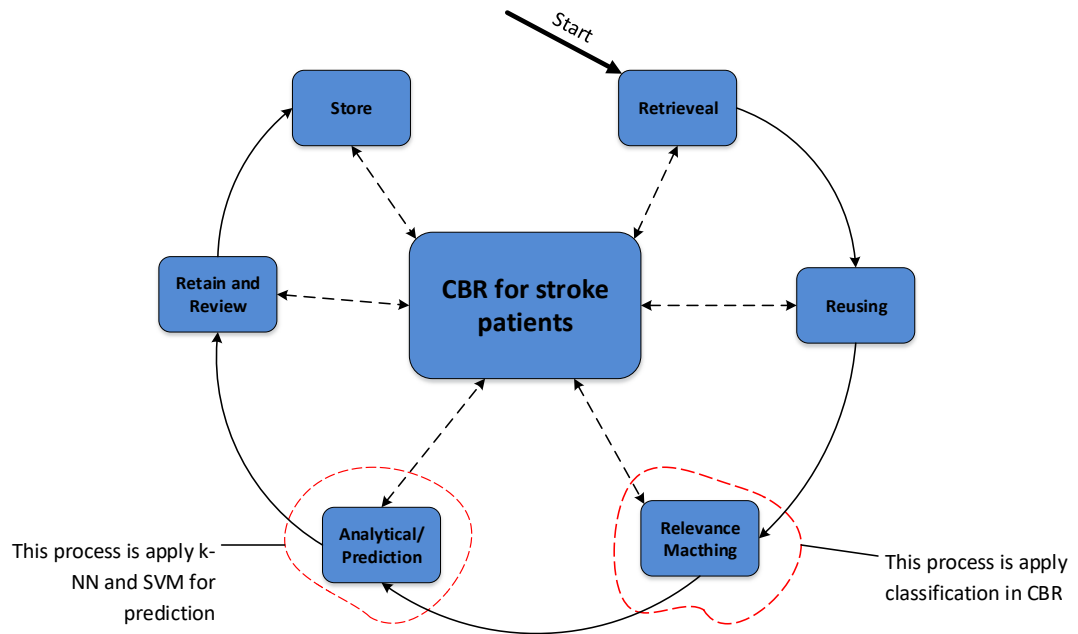 Start
Store
Retrieveal
CBR for stroke
patients
Retain and
Review
Reusing
Analytical/
Prediction
Relevance
Macthing
This process is apply k-
NN and SVM for
prediction
This process is apply
classification in CBR